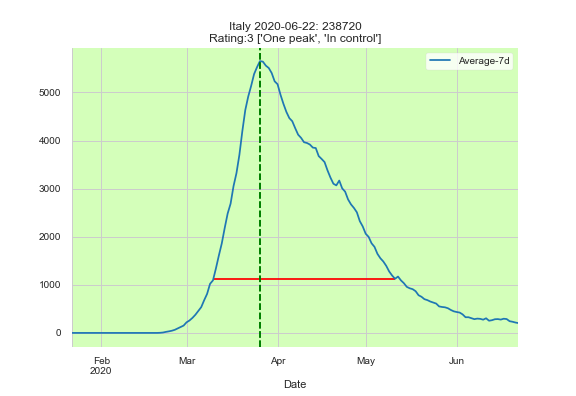 Italy 2020-06-22: 238720
Rating:3 ['One peak', 'In control']
Average-7d
5000
4000
3000
2000
1000
0
Feb
2020
Mar
Apr
May
Jun
Date